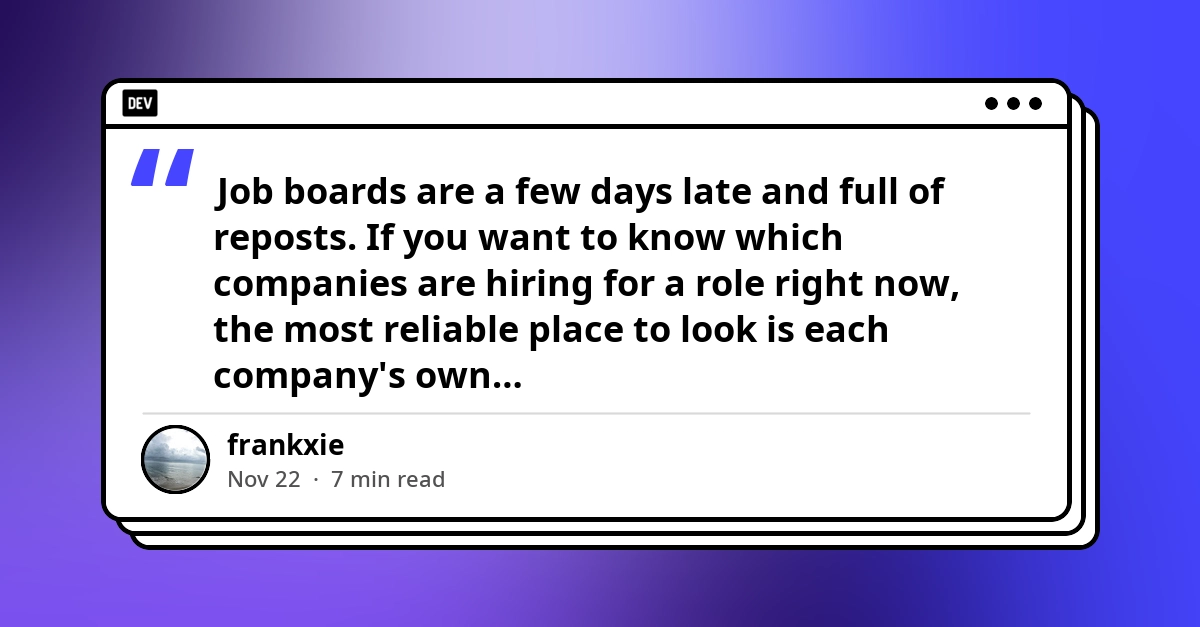 DEV
“ Job boards are a few days late and full of
reposts. If you want to know which
companies are hiring for a role right now,
the most reliable place to look is each
company's own...
frankxie
Nov 22 · 7 min read